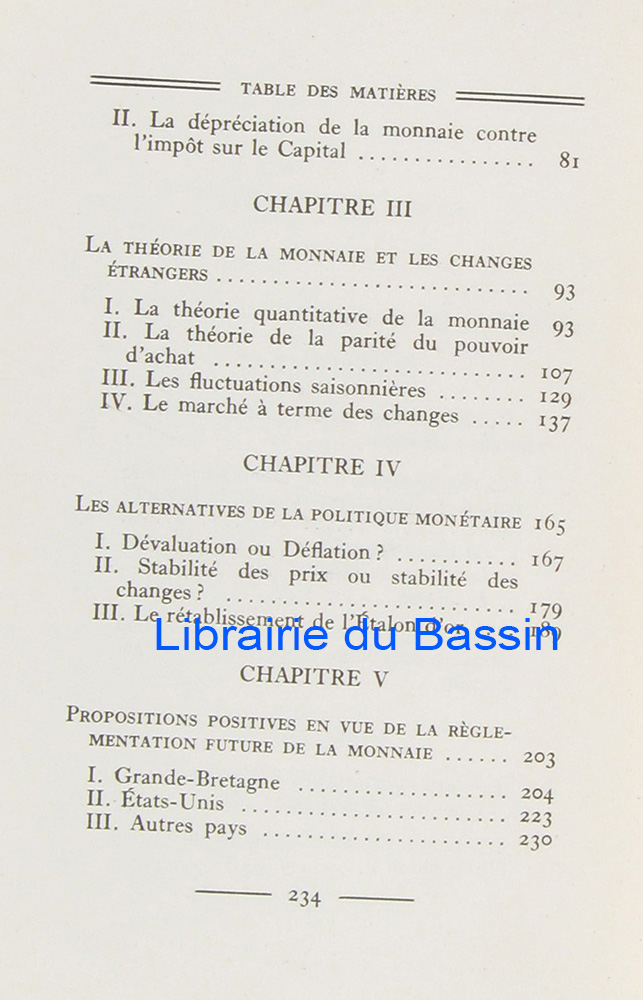 TABLE DES MATIÈRES
II. La dépréciation de la monnaie contre
l'impôt sur le Capital ................ 81
CHAPITRE III
LA THÉORIE DE LA MONNAIE ET LES CHANGES
ÉTRANGERS ............................ 93
I. La théorie quantitative de la monnaie 93
II. La théorie de la parité du pouvoir
d'achat ............................ 107
III. Les fluctuations saisonnières ........ 129
IV. Le marché à terme des changes ..... 137
CHAPITRE IV
LES ALTERNATIVES DE LA POLITIQUE MONÉTAIRE 165
I. Dévaluation ou Déflation ? ........... 167
II. Stabilité des prix ou stabilité des
changes ? .......................... 179
III. Le rétablissement de l'Étalon d'or ... 189
Librairie du Bassin
CHAPITRE V
PROPOSITIONS POSITIVES EN VUE DE LA RÈGLE-
MENTATION FUTURE DE LA MONNAIE ...... 203
I. Grande-Bretagne ................... 204
II. États-Unis ........................ 223
III. Autres pays ...................... 230
234